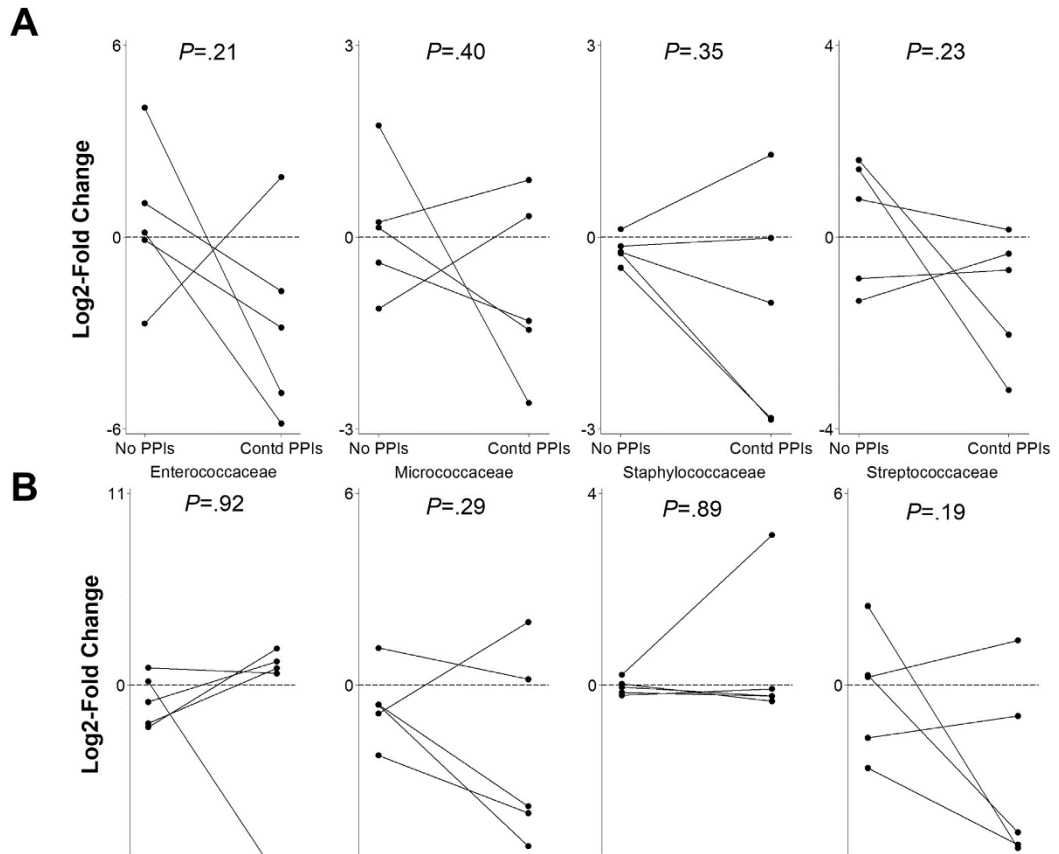 A
P=.21
P=.40
P=.35
P=.23
6
3
3
4
Log2-Fold Change
0
0
0
0
-6
-3
-3
-4
No PPIs Contd PPIs
No PPIs Contd PPIs
No PPIs Contd PPIs
No PPIs Contd PPIs
Enterococcaceae
Micrococcaceae
Staphylococcaceae
Streptococcaceae
B
P=.92
P=.29
P=.89
P=.19
11
6
4
6
Log2-Fold Change
0
0
0
0